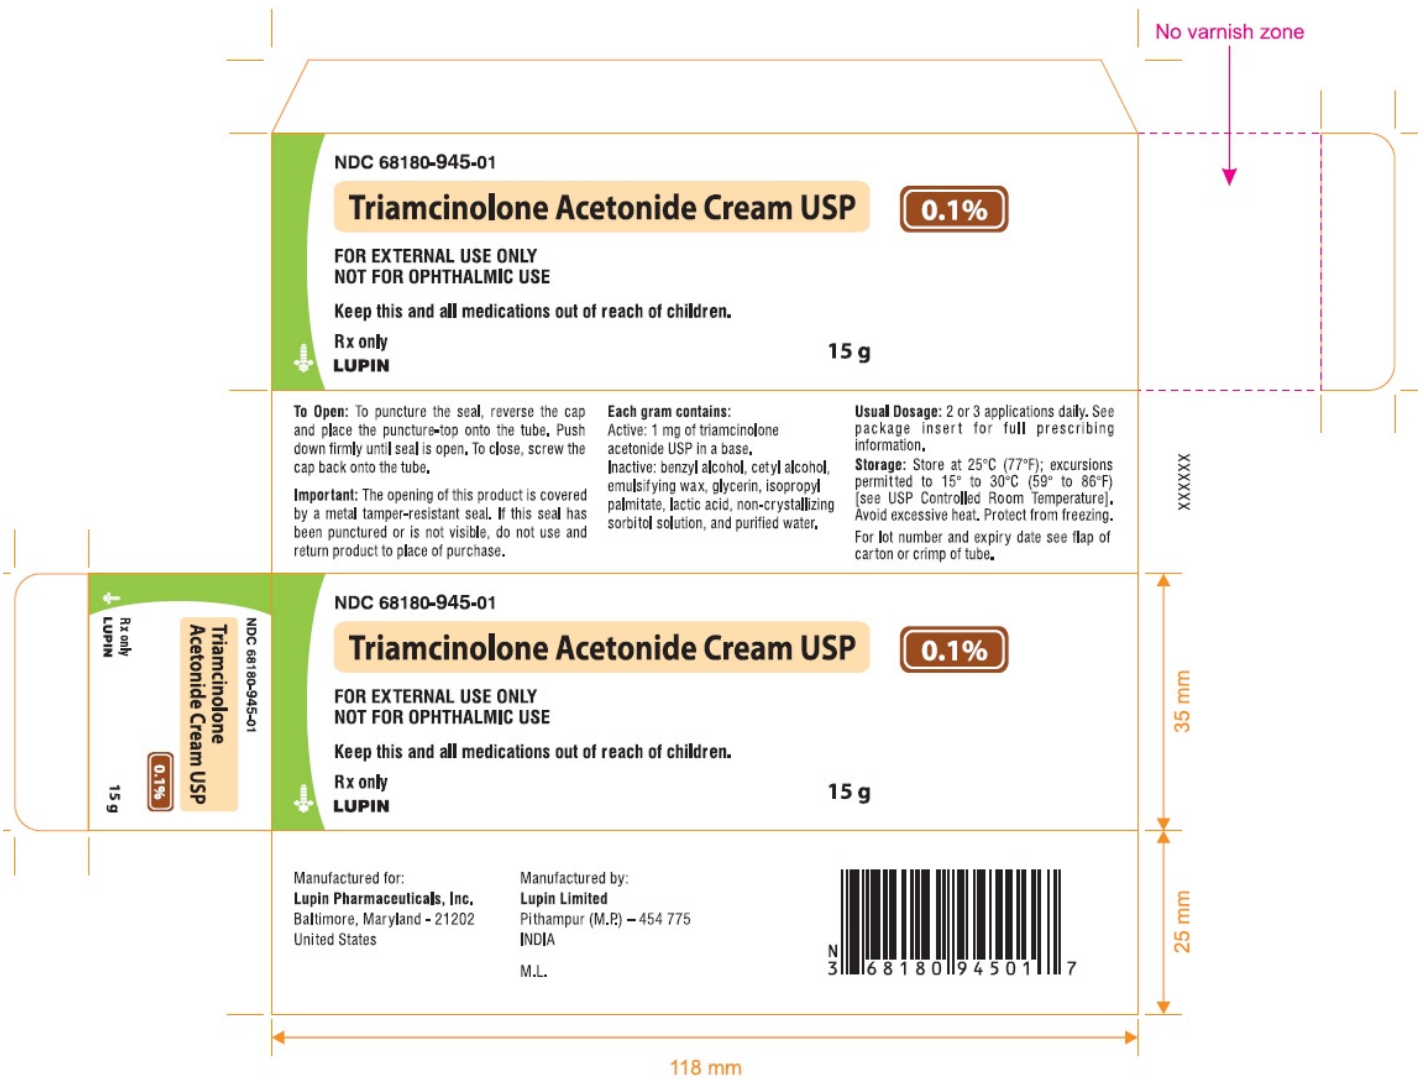 No varnish zone
NDC 68180-945-01
Triamcinolone Acetonide Cream USP
0.1%
FOR EXTERNAL USE ONLY
NOT FOR OPHTHALMIC USE
Keep this and all medications out of reach of children.
Rx only
LUPIN
15 g
To Open: To puncture the seal, reverse the cap
and place the puncture-top onto the tube. Push
down firmly until seal is open. To close, screw the
cap back onto the tube.
Important: The opening of this product is covered
by a metal tamper-resistant seal. If this seal has
been punctured or is not visible, do not use and
return product to place of purchase.
Each gram contains:
Active: 1 mg of triamcinolone
acetonide USP in a base.
Inactive: benzyl alcohol, cetyl alcohol,
emulsifying wax, glycerin, isopropyl
palmitate, lactic acid, non-crystallizing
sorbitol solution, and purified water.
Usual Dosage: 2 or 3 applications daily. See
package insert for full prescribing
information.
Storage: Store at 25°C (77°F); excursions
permitted to 15° to 30°C (59° to 86°F)
[see USP Controlled Room Temperature].
Avoid excessive heat. Protect from freezing.
For lot number and expiry date see flap of
carton or crimp of tube.
XXXXXX
NDC 68180-945-01
Triamcinolone
Acetonide Cream USP
0.1%
Rx only
LUPIN
15 g
NDC 68180-945-01
Triamcinolone Acetonide Cream USP
0.1%
FOR EXTERNAL USE ONLY
NOT FOR OPHTHALMIC USE
Keep this and all medications out of reach of children.
Rx only
LUPIN
15 g
35 mm
Manufactured for:
Lupin Pharmaceuticals, Inc.
Baltimore, Maryland - 21202
United States
Manufactured by:
Lupin Limited
Pithampur (M.P.) – 454 775
INDIA
M.L.
N
3 68180 94501 7
25 mm
118 mm